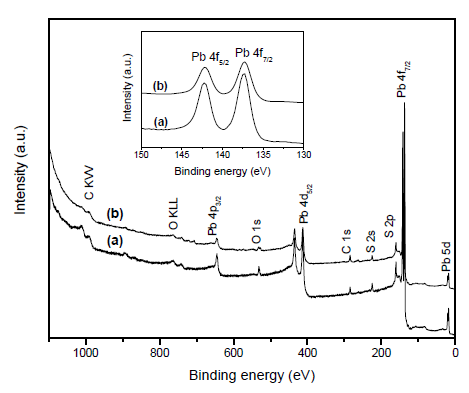 Pb 4f5/2 Pb 4f7/2
(b)
(a)
Intensity (a.u.)
150 145 140 135 130
Binding energy (eV)
Intensity (a.u.)
C KVV
(b)
(a)
O KLL
Pb 4p3/2
O 1s
Pb 4d5/2
C 1s
S 2s
S 2p
Pb 4f7/2
Pb 5d
1000 800 600 400 200 0
Binding energy (eV)